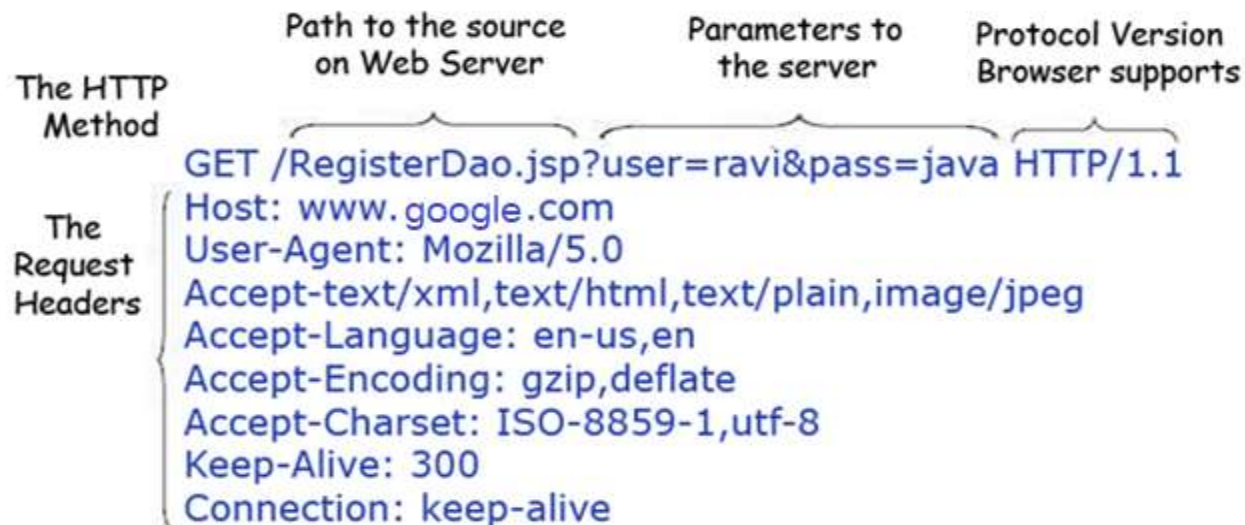 Path to the source
on Web Server
Parameters to
the server
Protocol Version
Browser supports
The HTTP
Method
GET /RegisterDao.jsp?user=ravi&pass=java HTTP/1.1
The
Request
Headers
Host: www.google.com
User-Agent: Mozilla/5.0
Accept-text/xml,text/html,text/plain,image/jpeg
Accept-Language: en-us,en
Accept-Encoding: gzip,deflate
Accept-Charset: ISO-8859-1,utf-8
Keep-Alive: 300
Connection: keep-alive